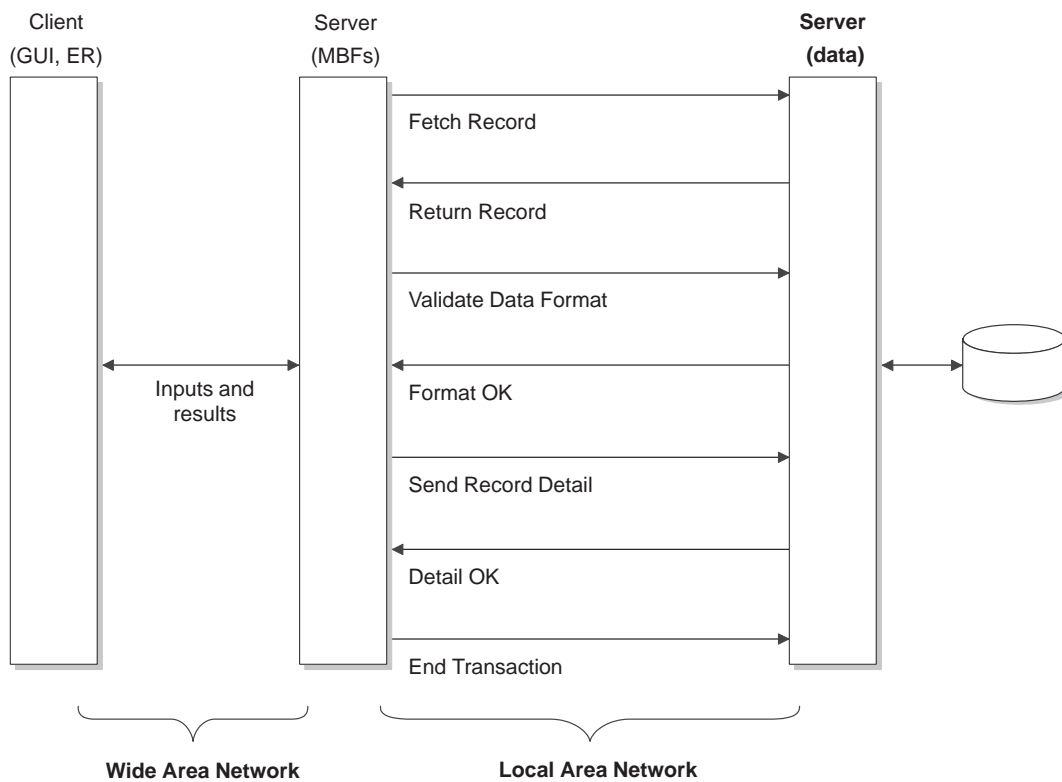 Client
(GUI, ER)
Server
(MBFs)
Server
(data)
Fetch Record
Return Record
Validate Data Format
Inputs and
results
Format OK
Send Record Detail
Detail OK
End Transaction
Wide Area Network
Local Area Network